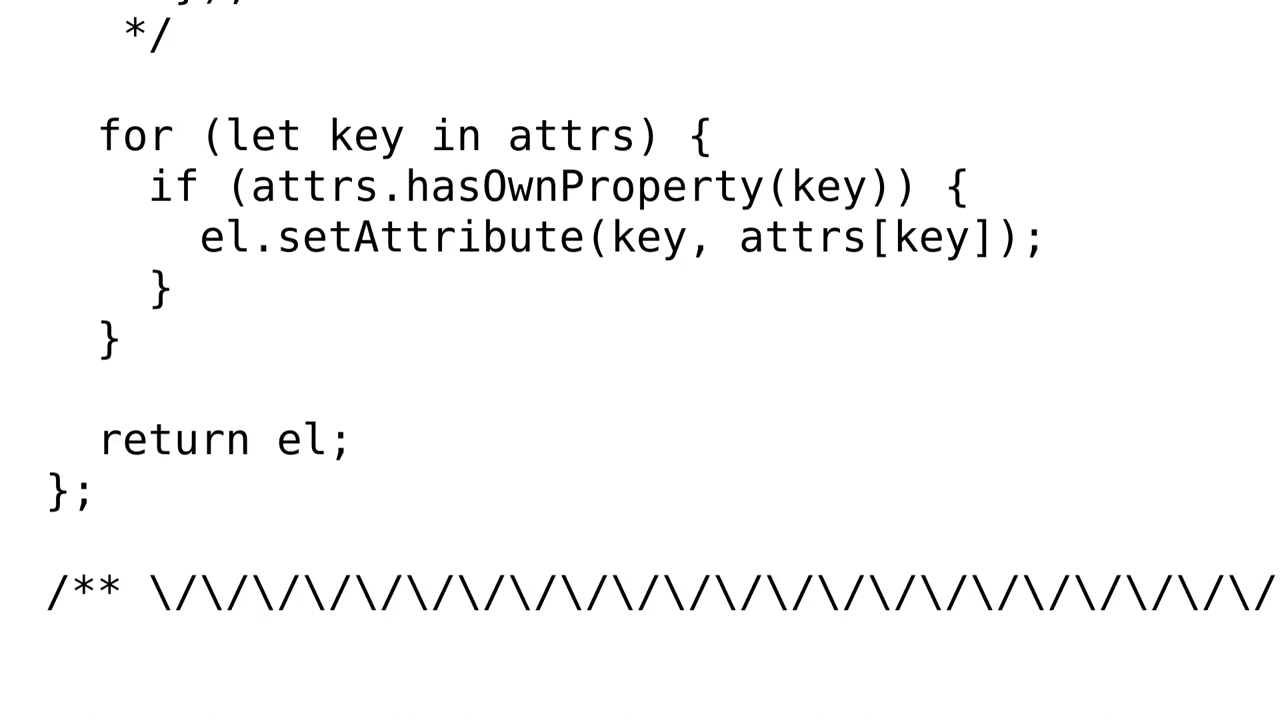 */
for (let key in attrs) {
if (attrs.hasOwnProperty(key)) {
el.setAttribute(key, attrs[key]);
}
}
return el;
};
/** \/\/\/\/\/\/\/\/\/\/\/\/\/\/\/\/\/\/\/\/\/\/